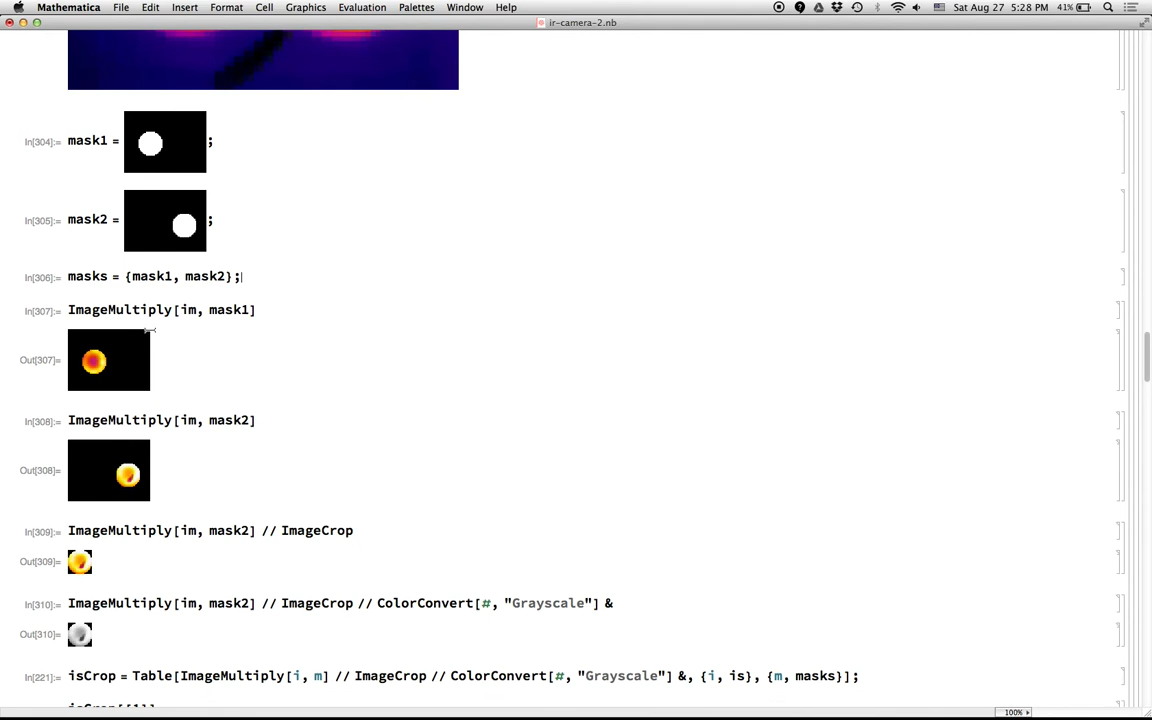 Mathematica File Edit Insert Format Cell Graphics Evaluation Palettes Window Help Sat Aug 27 5:28 PM 41%
ir-camera-2.nb
In[304]:= mask1 = ;
In[305]:= mask2 = ;
In[306]:= masks = {mask1, mask2};
In[307]:= ImageMultiply[im, mask1]
Out[307]=
In[308]:= ImageMultiply[im, mask2]
Out[308]=
In[309]:= ImageMultiply[im, mask2] // ImageCrop
Out[309]=
In[310]:= ImageMultiply[im, mask2] // ImageCrop // ColorConvert[#, "Grayscale"] &
Out[310]=
In[221]:= isCrop = Table[ImageMultiply[i, m] // ImageCrop // ColorConvert[#, "Grayscale"] &, {i, is}, {m, masks}];
isCrop[[1]]
100%